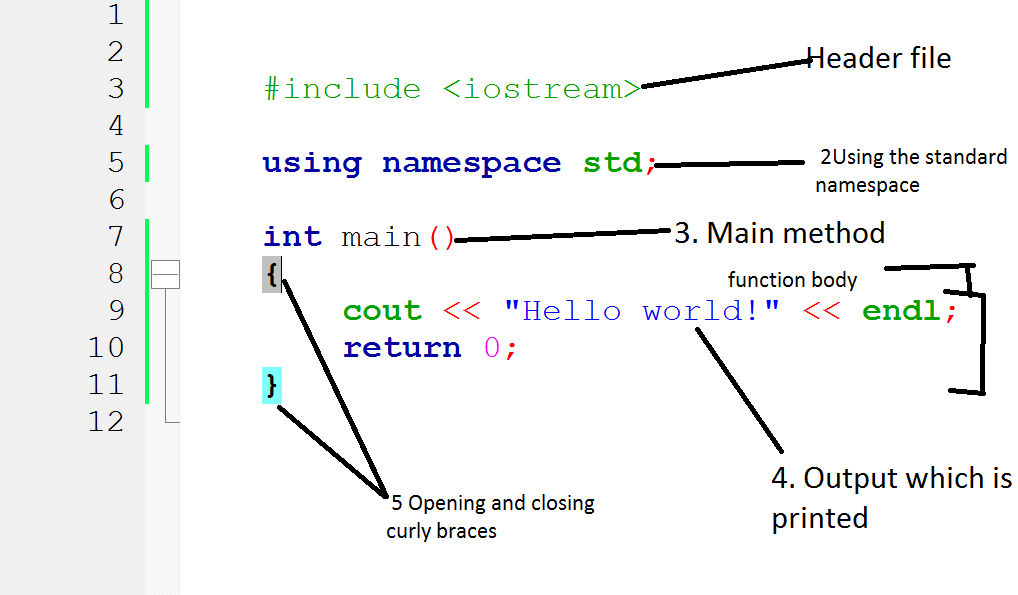 1
2
Header file
3 #include <iostream>
4
5 using namespace std; 2Using the standard
namespace
6
7 int main() 3. Main method
8 {
function body
9 cout << "Hello world!" << endl;
10 return 0;
11 }
12
4. Output which is
printed
5 Opening and closing
curly braces